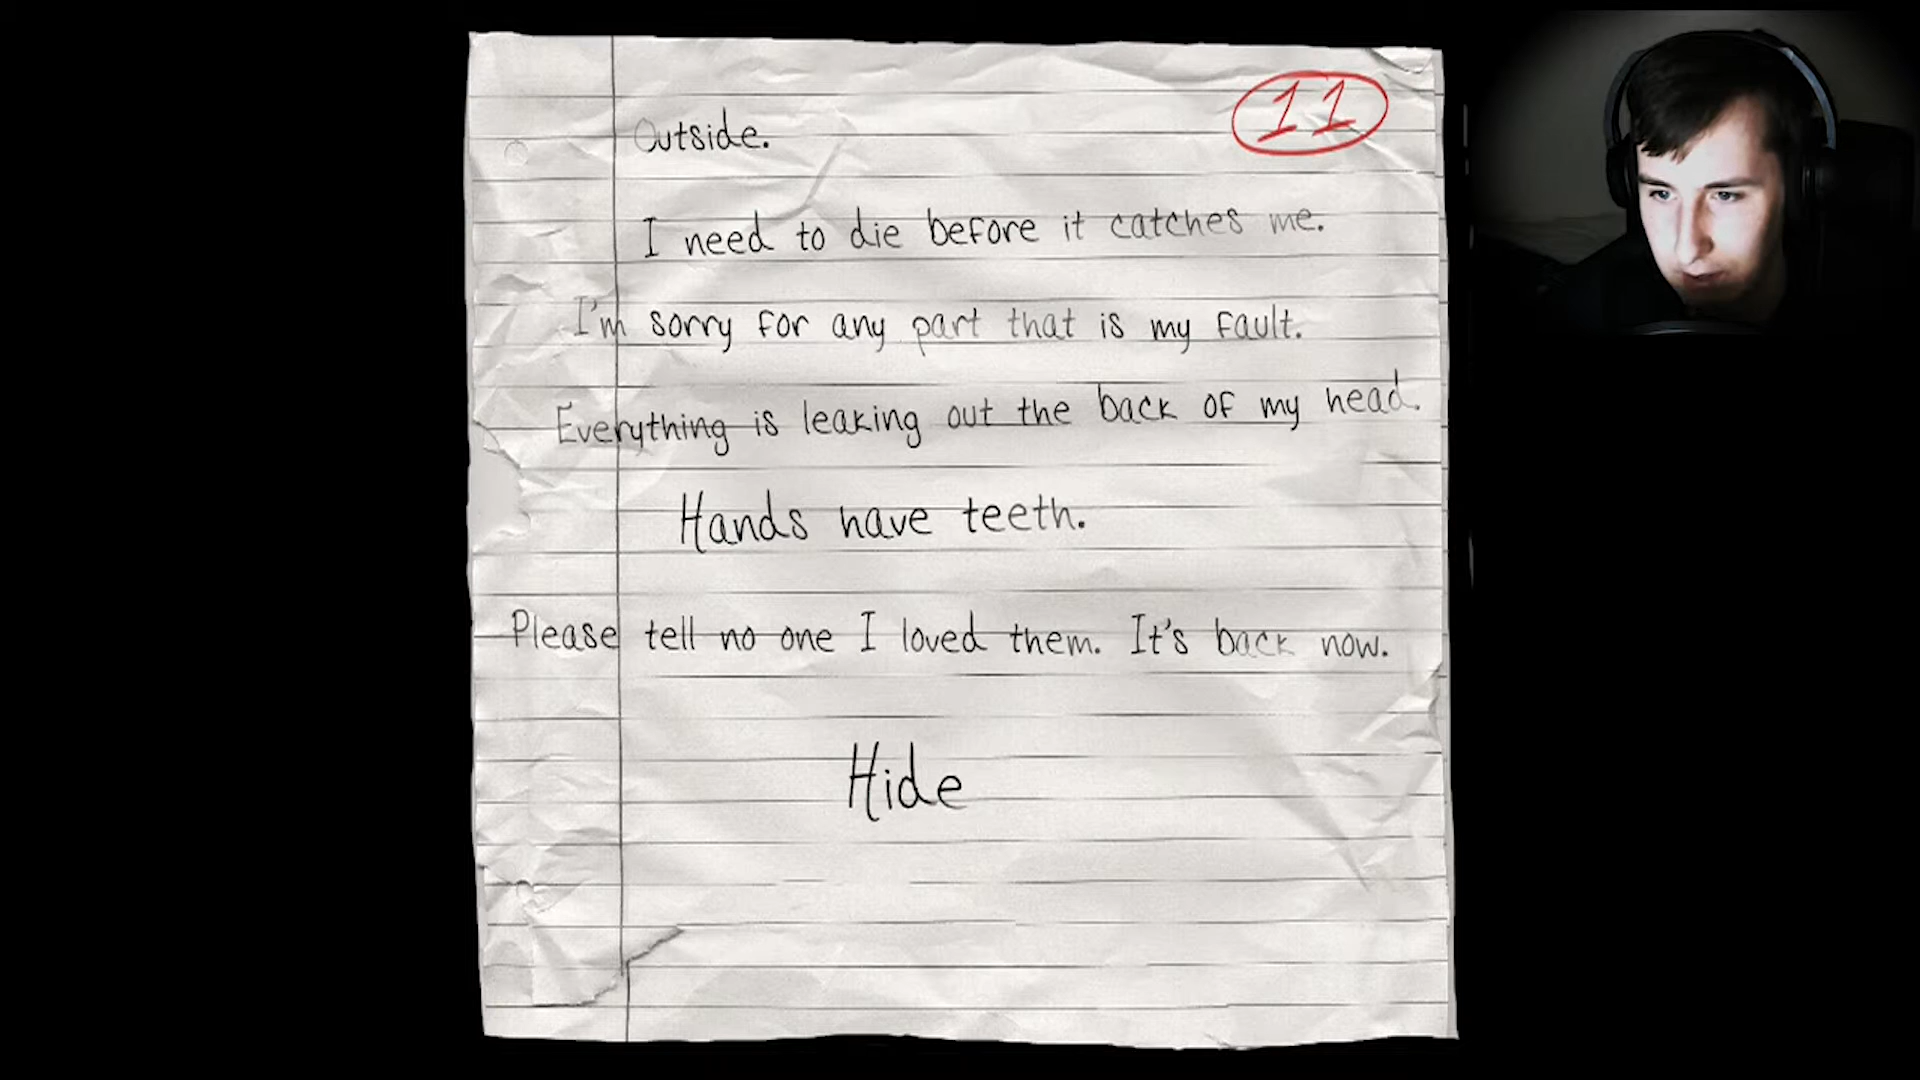 11
Outside.
I need to die before it catches me.
I'm sorry for any part that is my fault.
Everything is leaking out the back of my head.
Hands have teeth.
Please tell no one I loved them. It's back now.
Hide